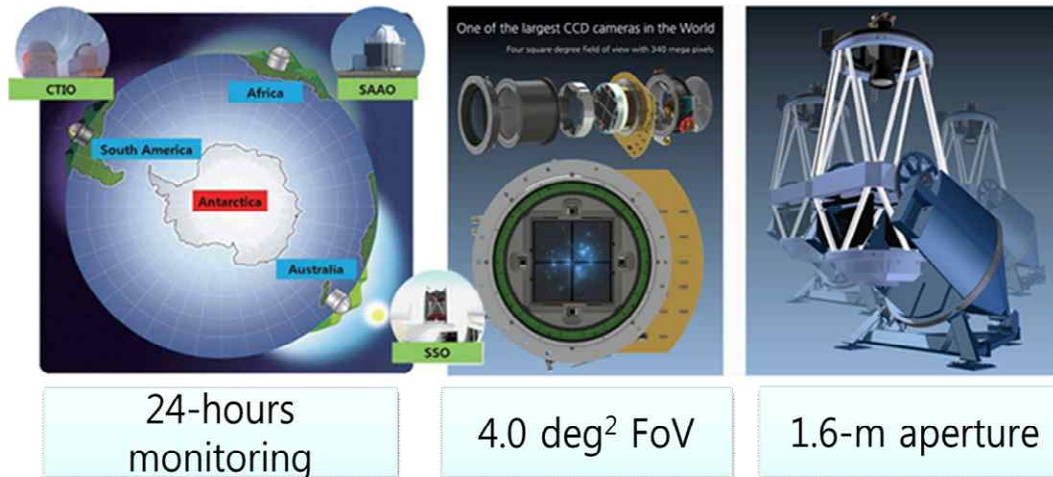 CTIO
Africa
SAAO
South America
Antarctica
Australia
SSO
One of the largest CCD cameras in the World
Four square degree field of view with 340 mega pixels
24-hours
monitoring
4.0 deg² FoV
1.6-m aperture